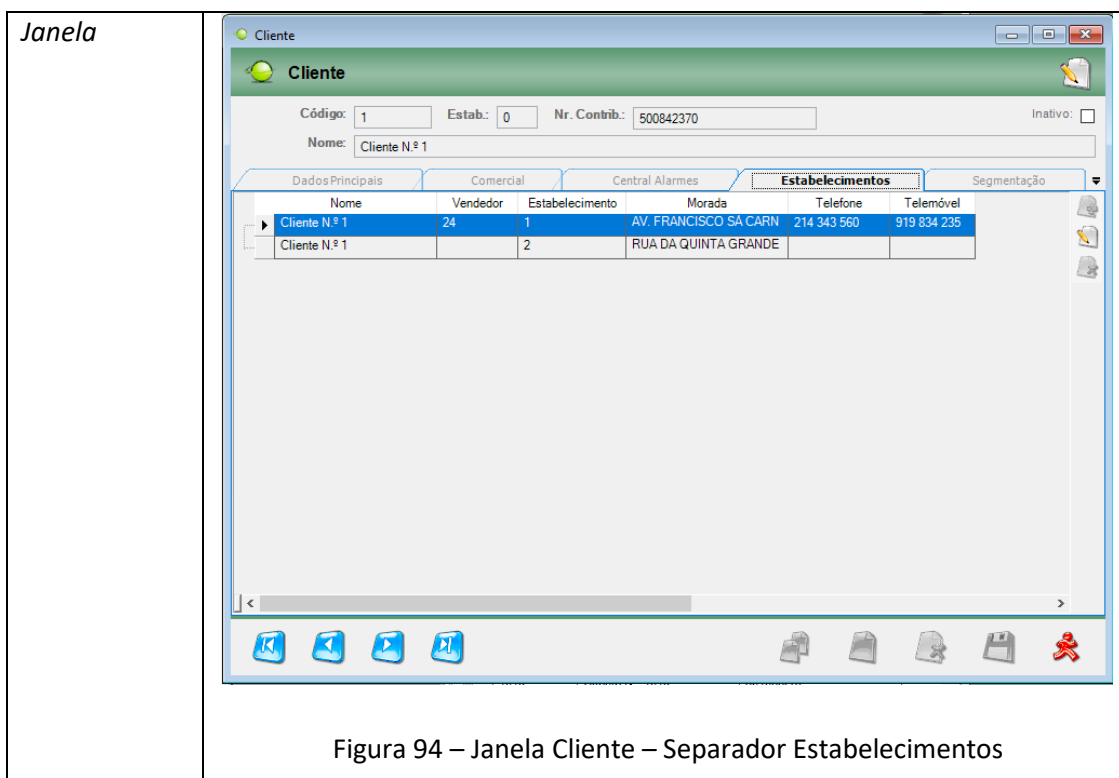 Janela
Cliente
Cliente
Código: 1 Estab.: 0 Nr. Contrib.: 500842370 Inativo:
Nome: Cliente N.º 1
Dados Principais Comercial Central Alarmes Estabelecimentos Segmentação
Nome Vendedor Estabelecimento Morada Telefone Telemóvel
Cliente N.º 1 24 1 AV. FRANCISCO SA CARN 214 343 560 919 834 235
Cliente N.º 1 2 RUA DA QUINTA GRANDE
Figura 94 – Janela Cliente – Separador Estabelecimentos